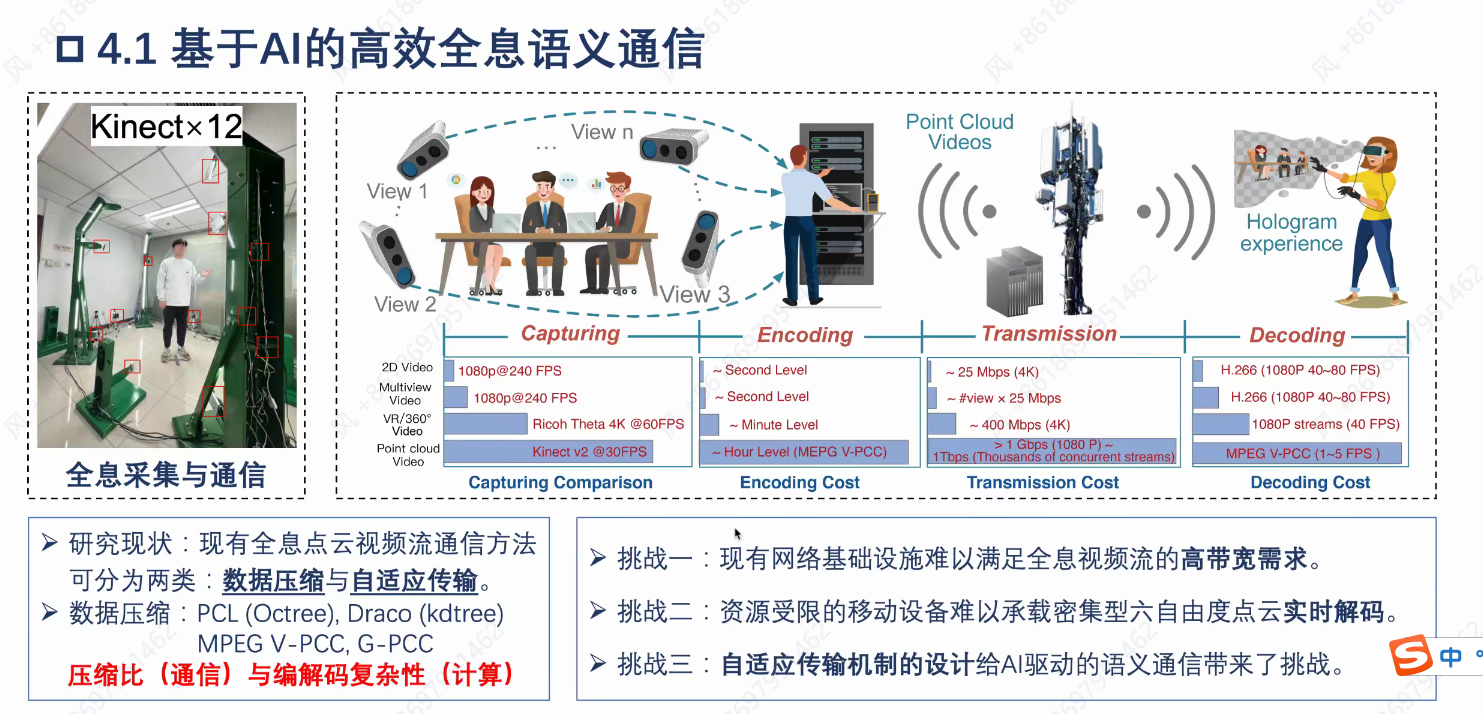 4.1 基于AI的高效全息语义通信
Kinect×12
全息采集与通信
View 1
View 2
View n
View 3
Point Cloud
Videos
Hologram
experience
Capturing
Encoding
Transmission
Decoding
2D Video
1080p@240 FPS
~ Second Level
~ 25 Mbps (4K)
H.266 (1080P 40~80 FPS)
Multiview
Video
1080p@240 FPS
~ Second Level
~ #view × 25 Mbps
H.266 (1080P 40~80 FPS)
VR/360°
Video
Ricoh Theta 4K @60FPS
~ Minute Level
~ 400 Mbps (4K)
1080P streams (40 FPS)
Point cloud
Video
Kinect v2 @30FPS
~ Hour Level (MEPG V-PCC)
> 1 Gbps (1080 P) ~
1Tbps (Thousands of concurrent streams)
MPEG V-PCC (1~5 FPS )
Capturing Comparison
Encoding Cost
Transmission Cost
Decoding Cost
➢ 研究现状：现有全息点云视频流通信方法
可分为两类：数据压缩与自适应传输。
➢ 数据压缩：PCL (Octree), Draco (kdtree)
MPEG V-PCC, G-PCC
压缩比（通信）与编解码复杂性（计算）
➢ 挑战一：现有网络基础设施难以满足全息视频流的高带宽需求。
➢ 挑战二：资源受限的移动设备难以承载密集型六自由度点云实时解码。
➢ 挑战三：自适应传输机制的设计给AI驱动的语义通信带来了挑战。
中